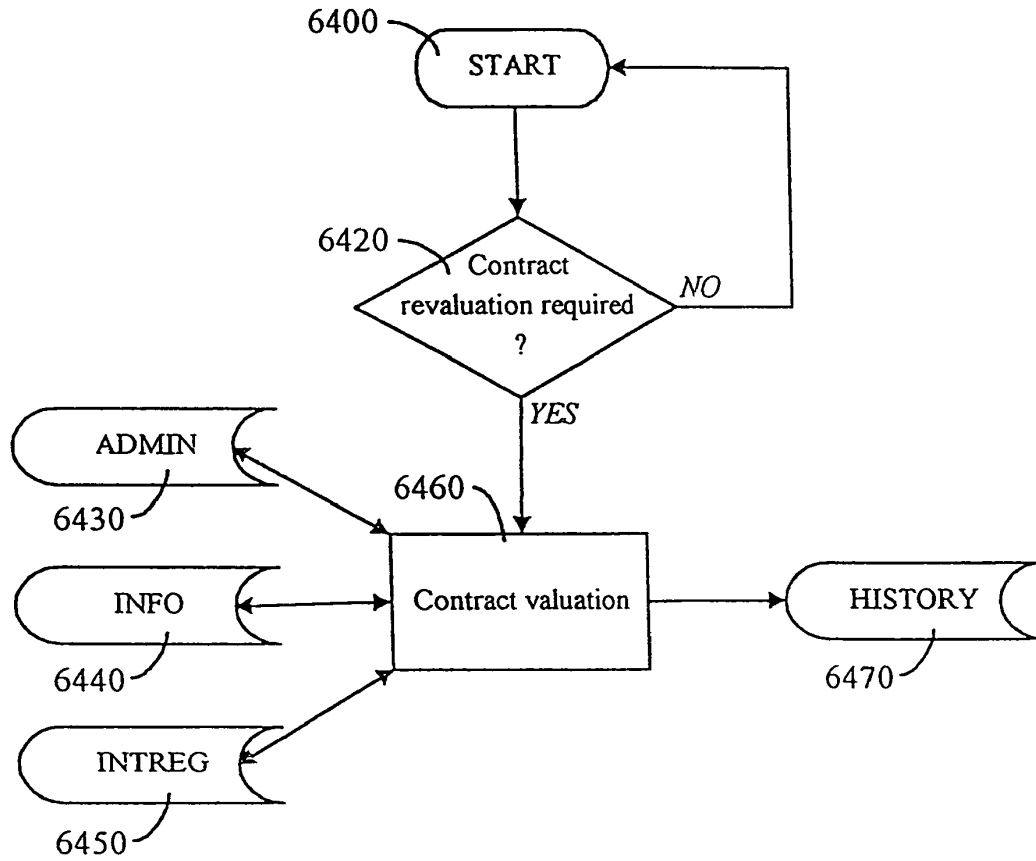 6400
START
6420
Contract
revaluation required
?
NO
YES
ADMIN
6430
6460
INFO
6440
Contract valuation
HISTORY
6470
INTREG
6450